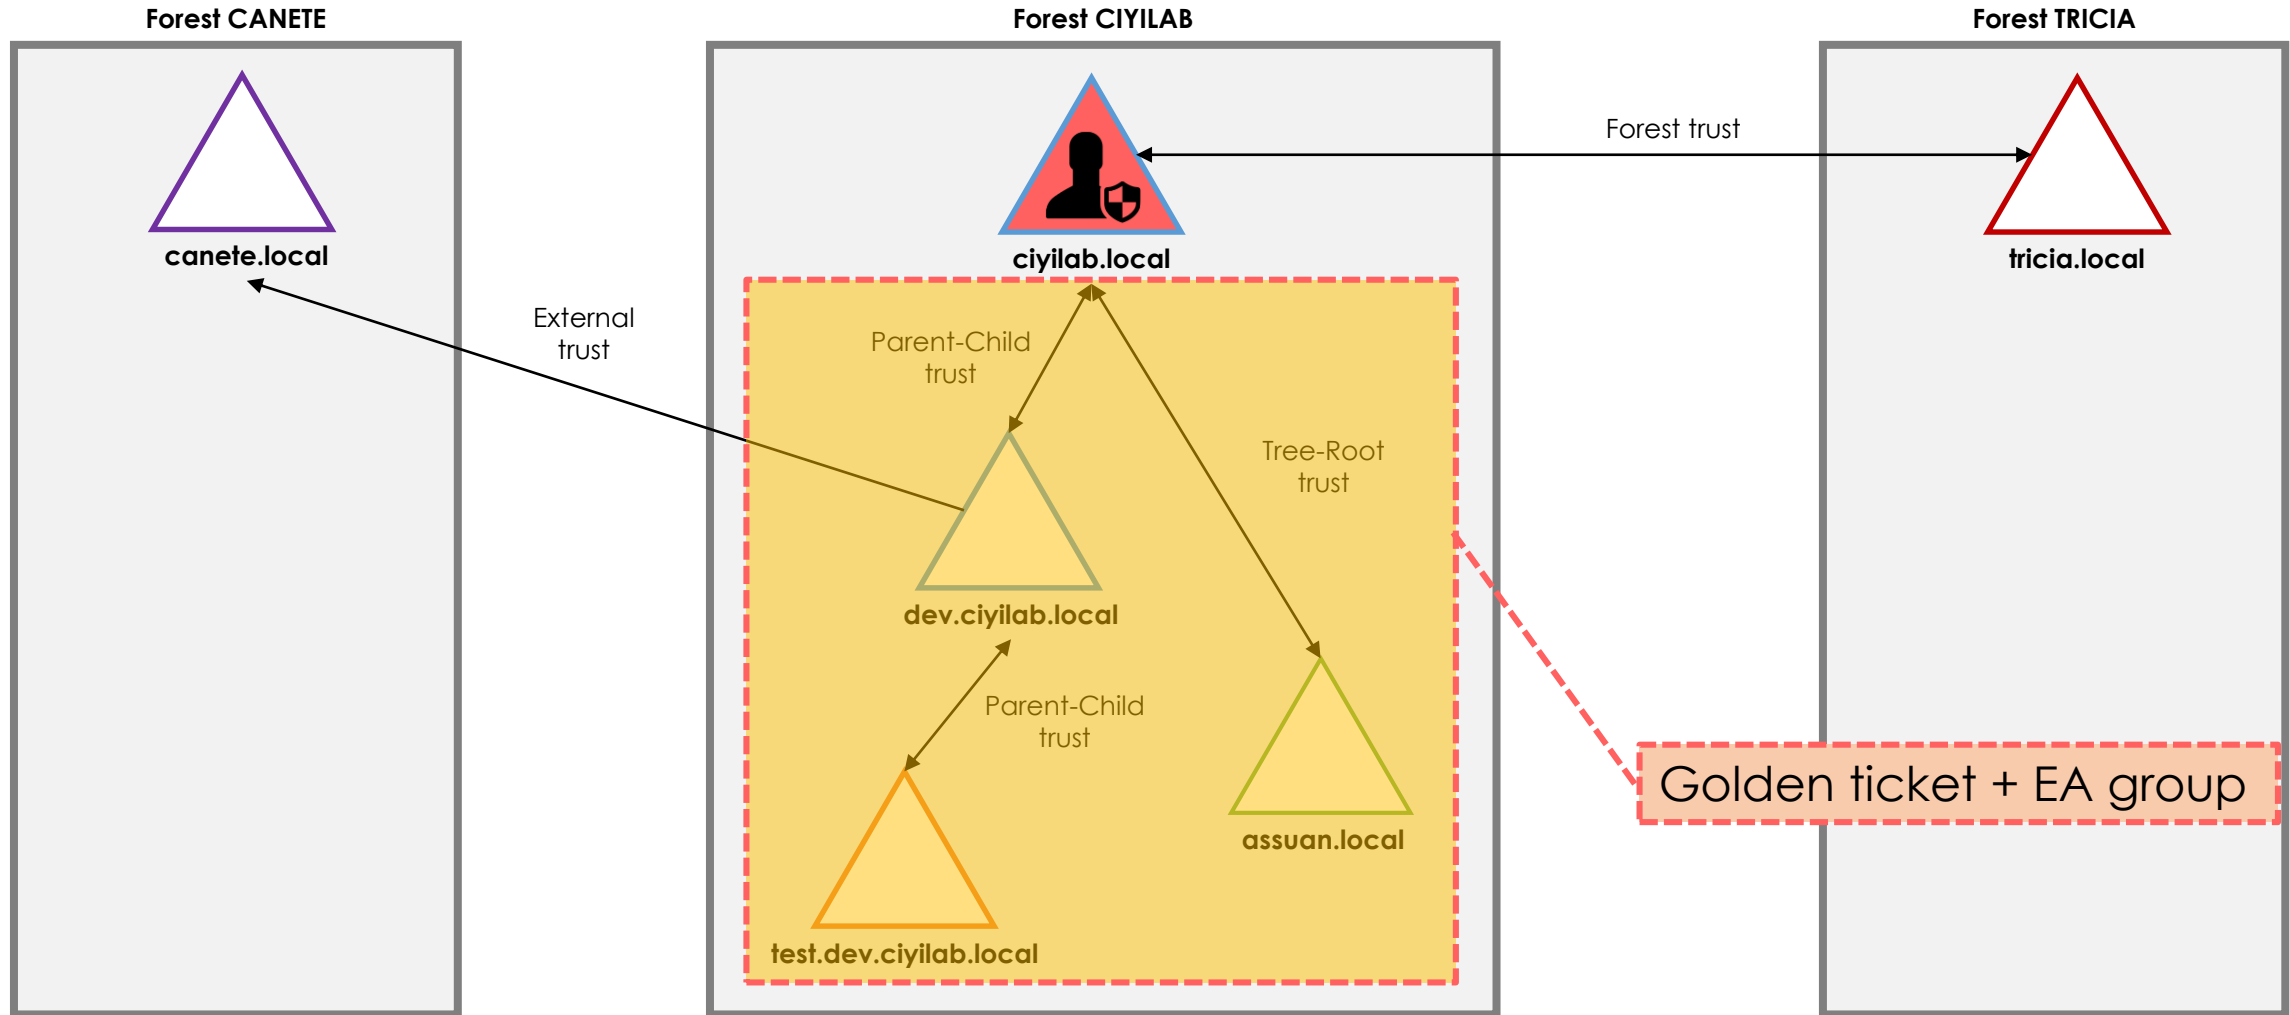 Forest CANETE
Forest CIYILAB
Forest TRICIA
Forest trust
canete.local
ciyilab.local
tricia.local
External
trust
Parent-Child
trust
Tree-Root
trust
dev.ciyilab.local
Parent-Child
trust
Golden ticket + EA group
assuan.local
test.dev.ciyilab.local